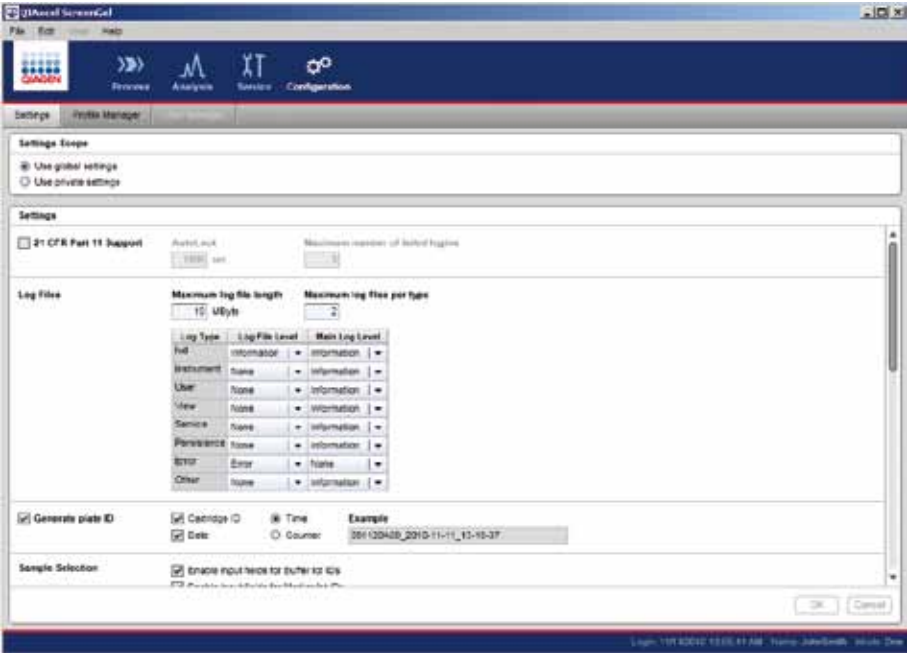 QIAxcel ScreenGel
File Edit View Help
QIAGEN
Process Analysis Service Configuration
Settings Profile Manager
Settings Scope
Use global settings
Use private settings
Settings
21 CFR Part 11 Support
Auto Lock Maximum number of failed logins
sec
Log Files
Maximum log file length Maximum log files per type
10 MByte 2
Log Type Log File Level Main Log Level
Full Information Information
Instrument None Information
User None Information
View None Information
Service None Information
Persistence None Information
Error Error None
Other None Information
Generate plate ID
Cartridge ID Time Example
Date Counter
Sample Selection
Enable input fields for buffer lot IDs
OK Cancel
Name: JohnSmith